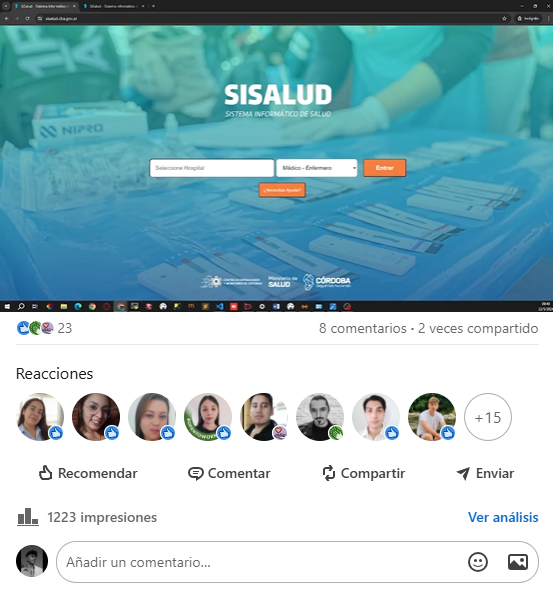 SiSalud - Sistema Informático de
SiSalud - Sistema Informático de
sisalud.cba.gov.ar
Incógnito
NIPRO
SISALUD
SISTEMA INFORMÁTICO DE SALUD
Seleccione Hospital
Médico - Enfermero
Entrar
¿Necesitas Ayuda?
Ministerio de
SALUD
CÓRDOBA
23
8 comentarios • 2 veces compartido
Reacciones
+15
Recomendar
Comentar
Compartir
Enviar
1223 impresiones
Ver análisis
Añadir un comentario...